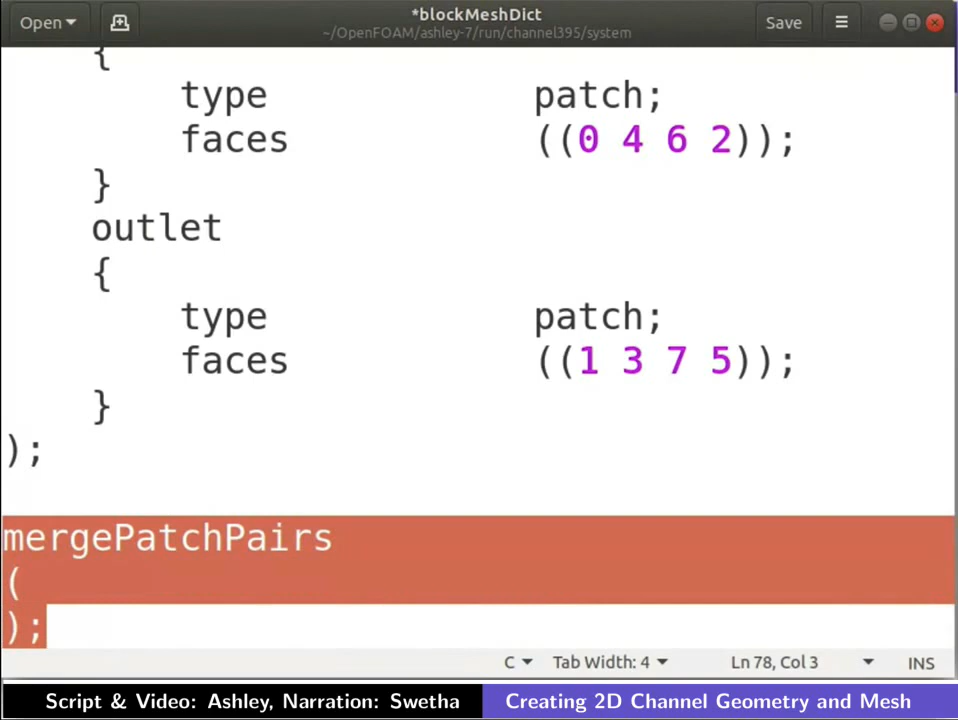 Open
*blockMeshDict
~/OpenFOAM/ashley-7/run/channel395/system
Save
{
type patch;
faces ((0 4 6 2));
}
outlet
{
type patch;
faces ((1 3 7 5));
}
);
mergePatchPairs
(
);
C Tab Width: 4 Ln 78, Col 3 INS
Script & Video: Ashley, Narration: Swetha Creating 2D Channel Geometry and Mesh